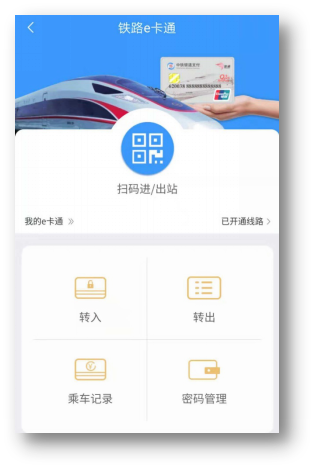 铁路e卡通
扫码进/出站
我的e卡通 »
已开通线路 >
转入
转出
乘车记录
密码管理